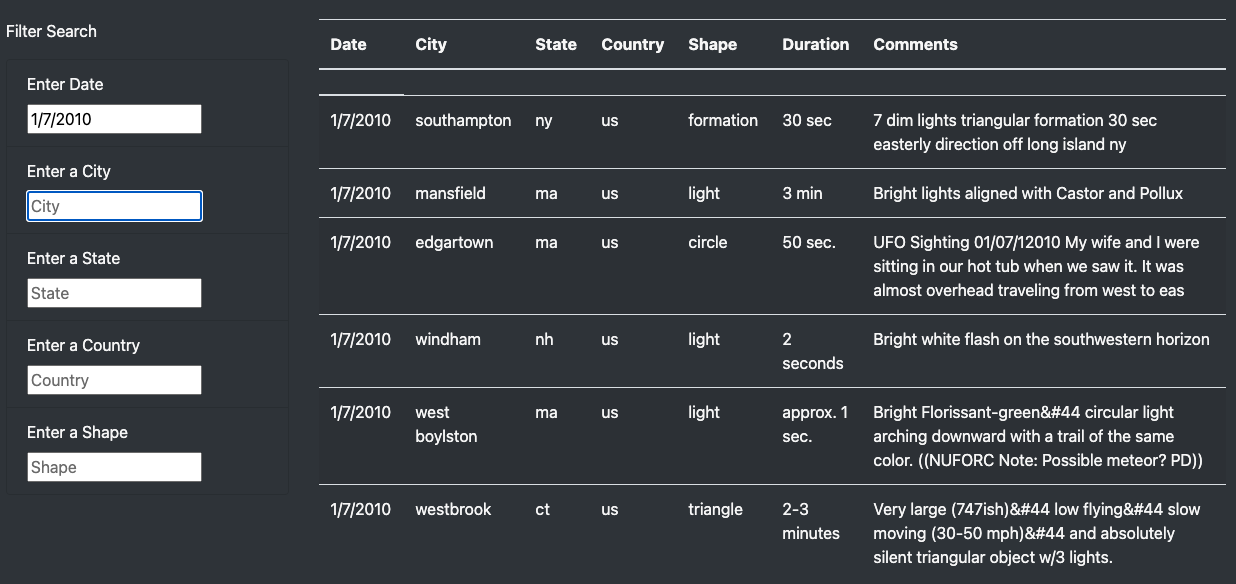 Filter Search
Enter Date
1/7/2010
Enter a City
City
Enter a State
State
Enter a Country
Country
Enter a Shape
Shape
Date City State Country Shape Duration Comments
1/7/2010 southampton ny us formation 30 sec 7 dim lights triangular formation 30 sec
easterly direction off long island ny
1/7/2010 mansfield ma us light 3 min Bright lights aligned with Castor and Pollux
1/7/2010 edgartown ma us circle 50 sec. UFO Sighting 01/07/12010 My wife and I were
sitting in our hot tub when we saw it. It was
almost overhead traveling from west to eas
1/7/2010 windham nh us light 2 Bright white flash on the southwestern horizon
seconds
1/7/2010 west ma us light approx. 1 Bright Florissant-green&#44 circular light
boylston sec. arching downward with a trail of the same
color. ((NUFORC Note: Possible meteor? PD))
1/7/2010 westbrook ct us triangle 2-3 Very large (747ish)&#44 low flying&#44 slow
minutes moving (30-50 mph)&#44 and absolutely
silent triangular object w/3 lights.